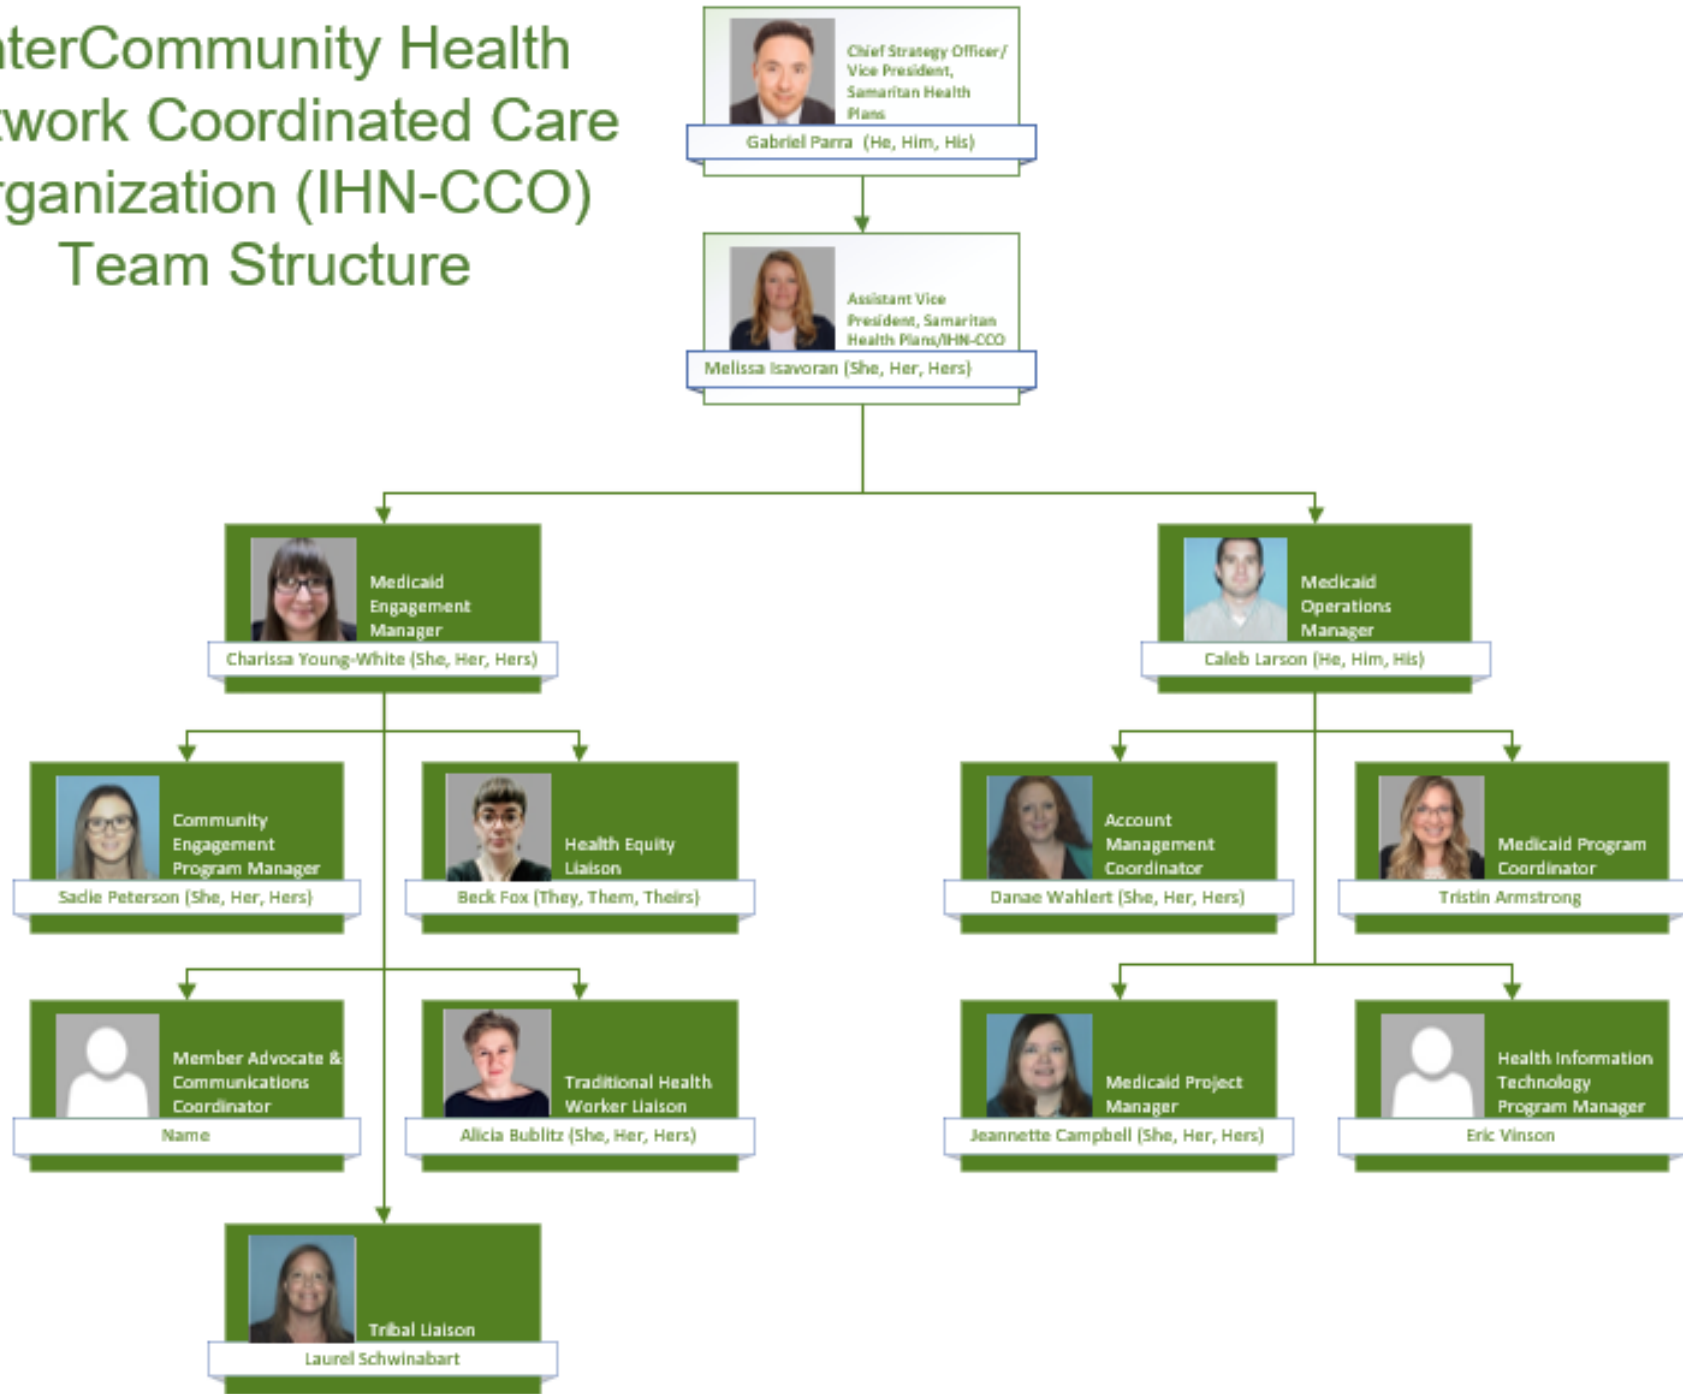 nterCommunity Health
twork Coordinated Care
rganization (IHN-CCO)
Team Structure
Chief Strategy Officer/
Vice President,
Samaritan Health
Plans
Gabriel Parra (He, Him, His)
Assistant Vice
President, Samaritan
Health Plans/IHN-CCO
Melissa Isavoran (She, Her, Hers)
Medicaid
Engagement
Manager
Charissa Young-White (She, Her, Hers)
Medicaid
Operations
Manager
Caleb Larson (He, Him, His)
Community
Engagement
Program Manager
Sadie Peterson (She, Her, Hers)
Health Equity
Liaison
Beck Fox (They, Them, Theirs)
Account
Management
Coordinator
Danae Wahlert (She, Her, Hers)
Medicaid Program
Coordinator
Tristin Armstrong
Member Advocate &
Communications
Coordinator
Name
Traditional Health
Worker Liaison
Alicia Bublitz (She, Her, Hers)
Medicaid Project
Manager
Jeannette Campbell (She, Her, Hers)
Health Information
Technology
Program Manager
Eric Vinson
Tribal Liaison
Laurel Schwinabart